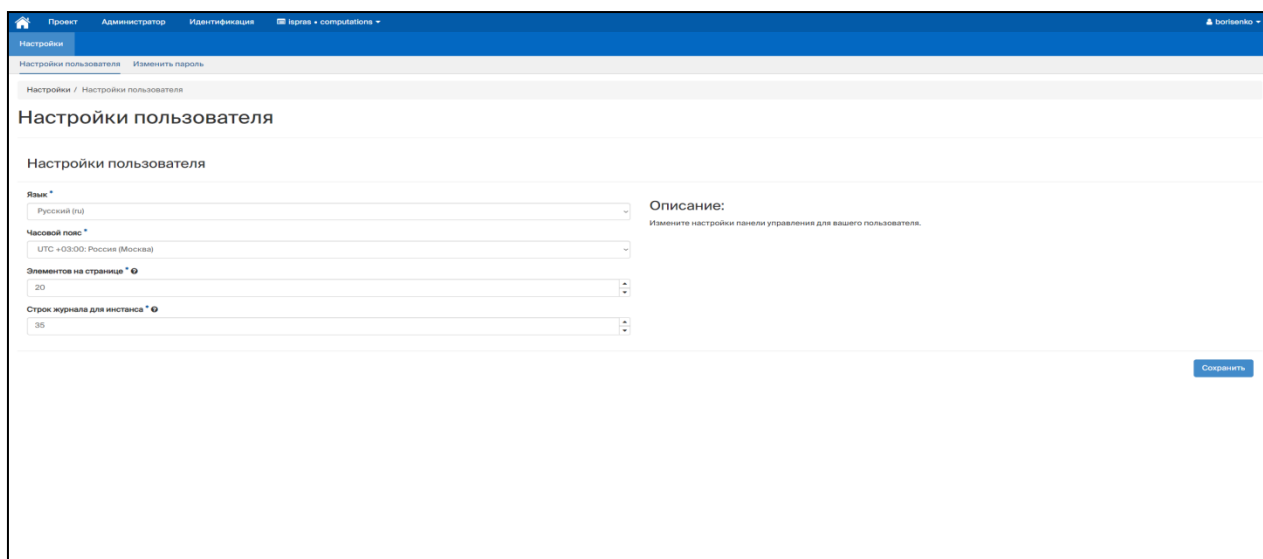 Проект Администратор Идентификация ispras • computations borisenko
Настройки
Настройки пользователя Изменить пароль
Настройки / Настройки пользователя
Настройки пользователя
Настройки пользователя
Язык *
Русский (ru)
Часовой пояс *
UTC +03:00: Россия (Москва)
Элементов на странице *
20
Строк журнала для инстанса *
35
Описание:
Измените настройки панели управления для вашего пользователя.
Сохранить